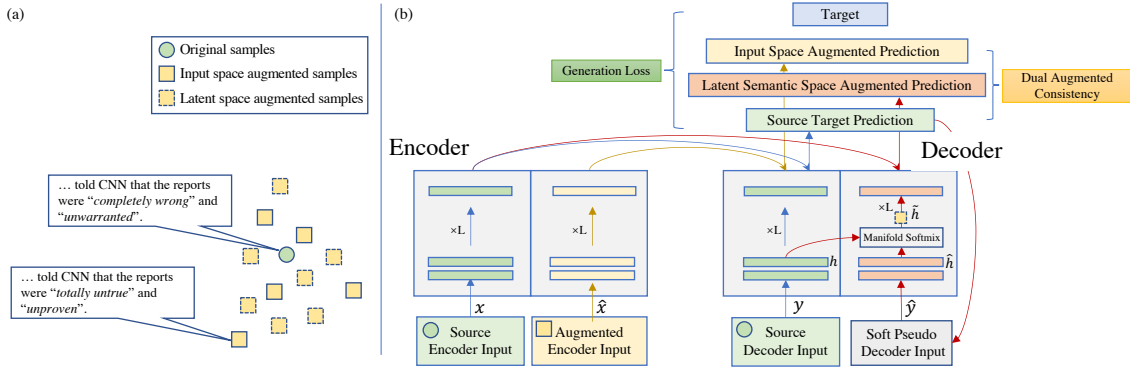 (a)
Original samples
Input space augmented samples
Latent space augmented samples
… told CNN that the reports
were “completely wrong” and
“unwarranted”.
… told CNN that the reports
were “totally untrue” and
“unproven”.
(b)
Target
Input Space Augmented Prediction
Generation Loss
Latent Semantic Space Augmented Prediction
Dual Augmented
Consistency
Source Target Prediction
Encoder
Decoder
×L
×L
×L
×L
h̃
Manifold Softmix
h
ĥ
x
x̂
y
ŷ
Source
Encoder Input
Augmented
Encoder Input
Source
Decoder Input
Soft Pseudo
Decoder Input